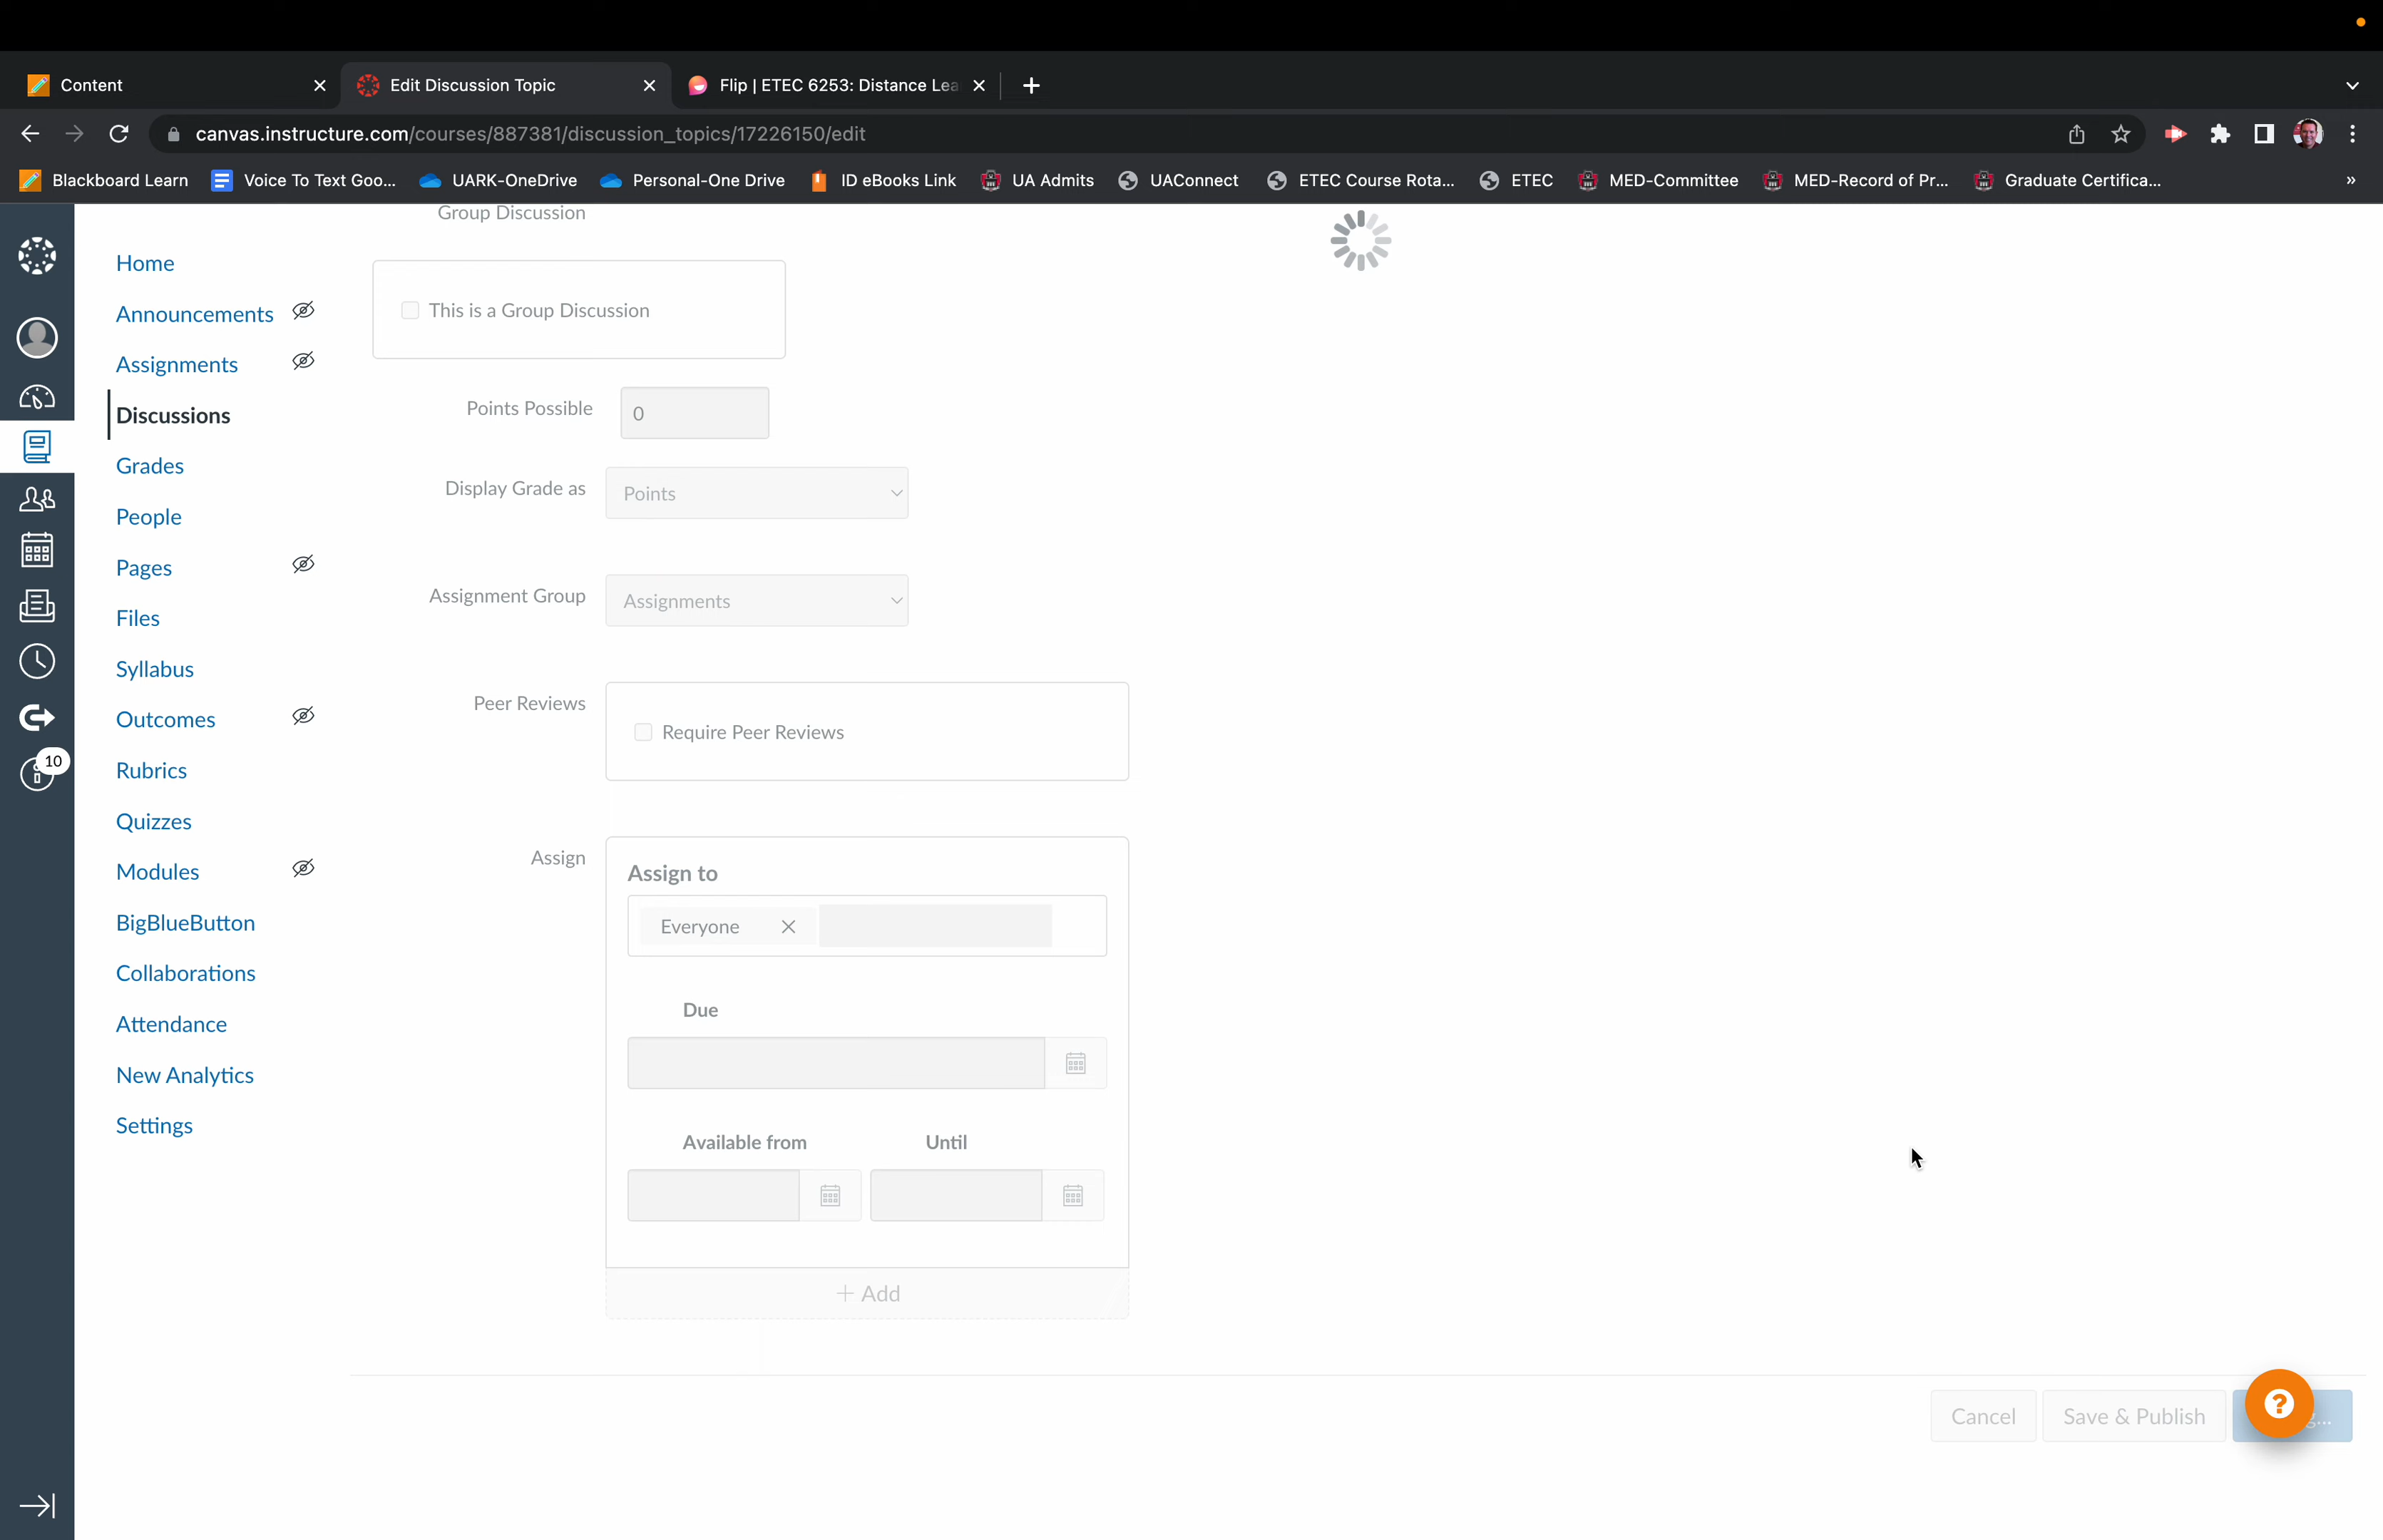 Content
Edit Discussion Topic
Flip | ETEC 6253: Distance Lea
canvas.instructure.com/courses/887381/discussion_topics/17226150/edit
Blackboard Learn
Voice To Text Goo...
UARK-OneDrive
Personal-One Drive
ID eBooks Link
UA Admits
UAConnect
ETEC Course Rota...
ETEC
MED-Committee
MED-Record of Pr...
Graduate Certifica...
»
Home
Announcements
Assignments
Discussions
Grades
People
Pages
Files
Syllabus
Outcomes
Rubrics
Quizzes
Modules
BigBlueButton
Collaborations
Attendance
New Analytics
Settings
10
Group Discussion
This is a Group Discussion
Points Possible
0
Display Grade as
Points
Assignment Group
Assignments
Peer Reviews
Require Peer Reviews
Assign
Assign to
Everyone
Due
Available from
Until
+ Add
Cancel
Save & Publish
?